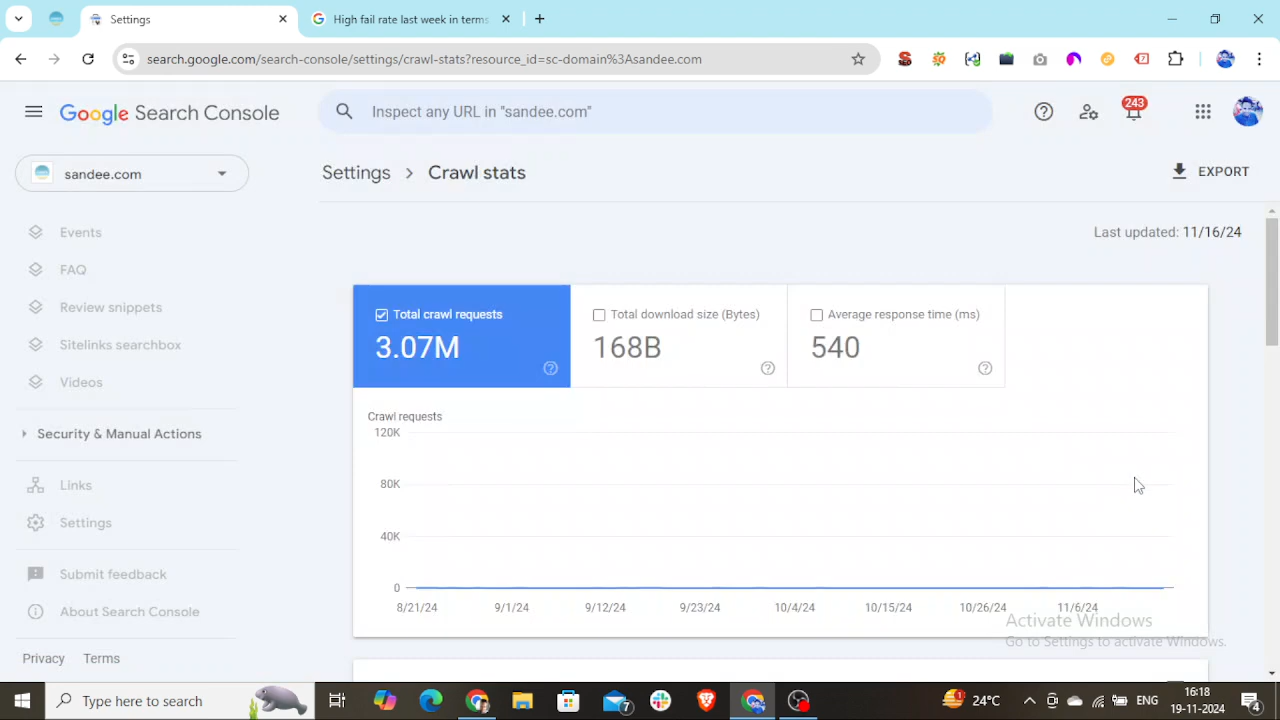 Settings
High fail rate last week in terms
search.google.com/search-console/settings/crawl-stats?resource_id=sc-domain%3Asandee.com
7
Google Search Console
Inspect any URL in "sandee.com"
243
sandee.com
Settings > Crawl stats
EXPORT
Last updated: 11/16/24
Events
FAQ
Review snippets
Sitelinks searchbox
Videos
Security & Manual Actions
Links
Settings
Submit feedback
About Search Console
Privacy Terms
Total crawl requests
3.07M
Total download size (Bytes)
168B
Average response time (ms)
540
Crawl requests
120K
80K
40K
0
8/21/24 9/1/24 9/12/24 9/23/24 10/4/24 10/15/24 10/26/24 11/6/24
Activate Windows
Go to Settings to activate Windows.
Type here to search
7
1
24°C
ENG
16:18
19-11-2024
4